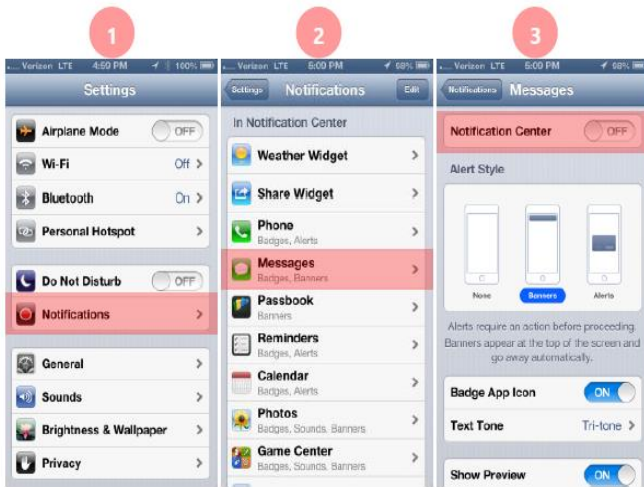 1
..... Verizon LTE 4:59 PM 100%
Settings
Airplane Mode OFF
Wi-Fi Off
Bluetooth On
Personal Hotspot
Do Not Disturb OFF
Notifications
General
Sounds
Brightness & Wallpaper
Privacy
2
..... Verizon LTE 5:00 PM 98%
Settings Notifications Edit
In Notification Center
Weather Widget
Share Widget
Phone
Badges, Alerts
Messages
Badges, Banners
Passbook
Banners
Reminders
Badges, Alerts
Calendar
Badges, Alerts
Photos
Badges, Sounds, Banners
Game Center
Badges, Sounds, Banners
3
..... Verizon LTE 5:00 PM 98%
Notifications Messages
Notification Center OFF
Alert Style
None Banners Alerts
Alerts require an action before proceeding.
Banners appear at the top of the screen and
go away automatically.
Badge App Icon ON
Text Tone Tri-tone
Show Preview ON